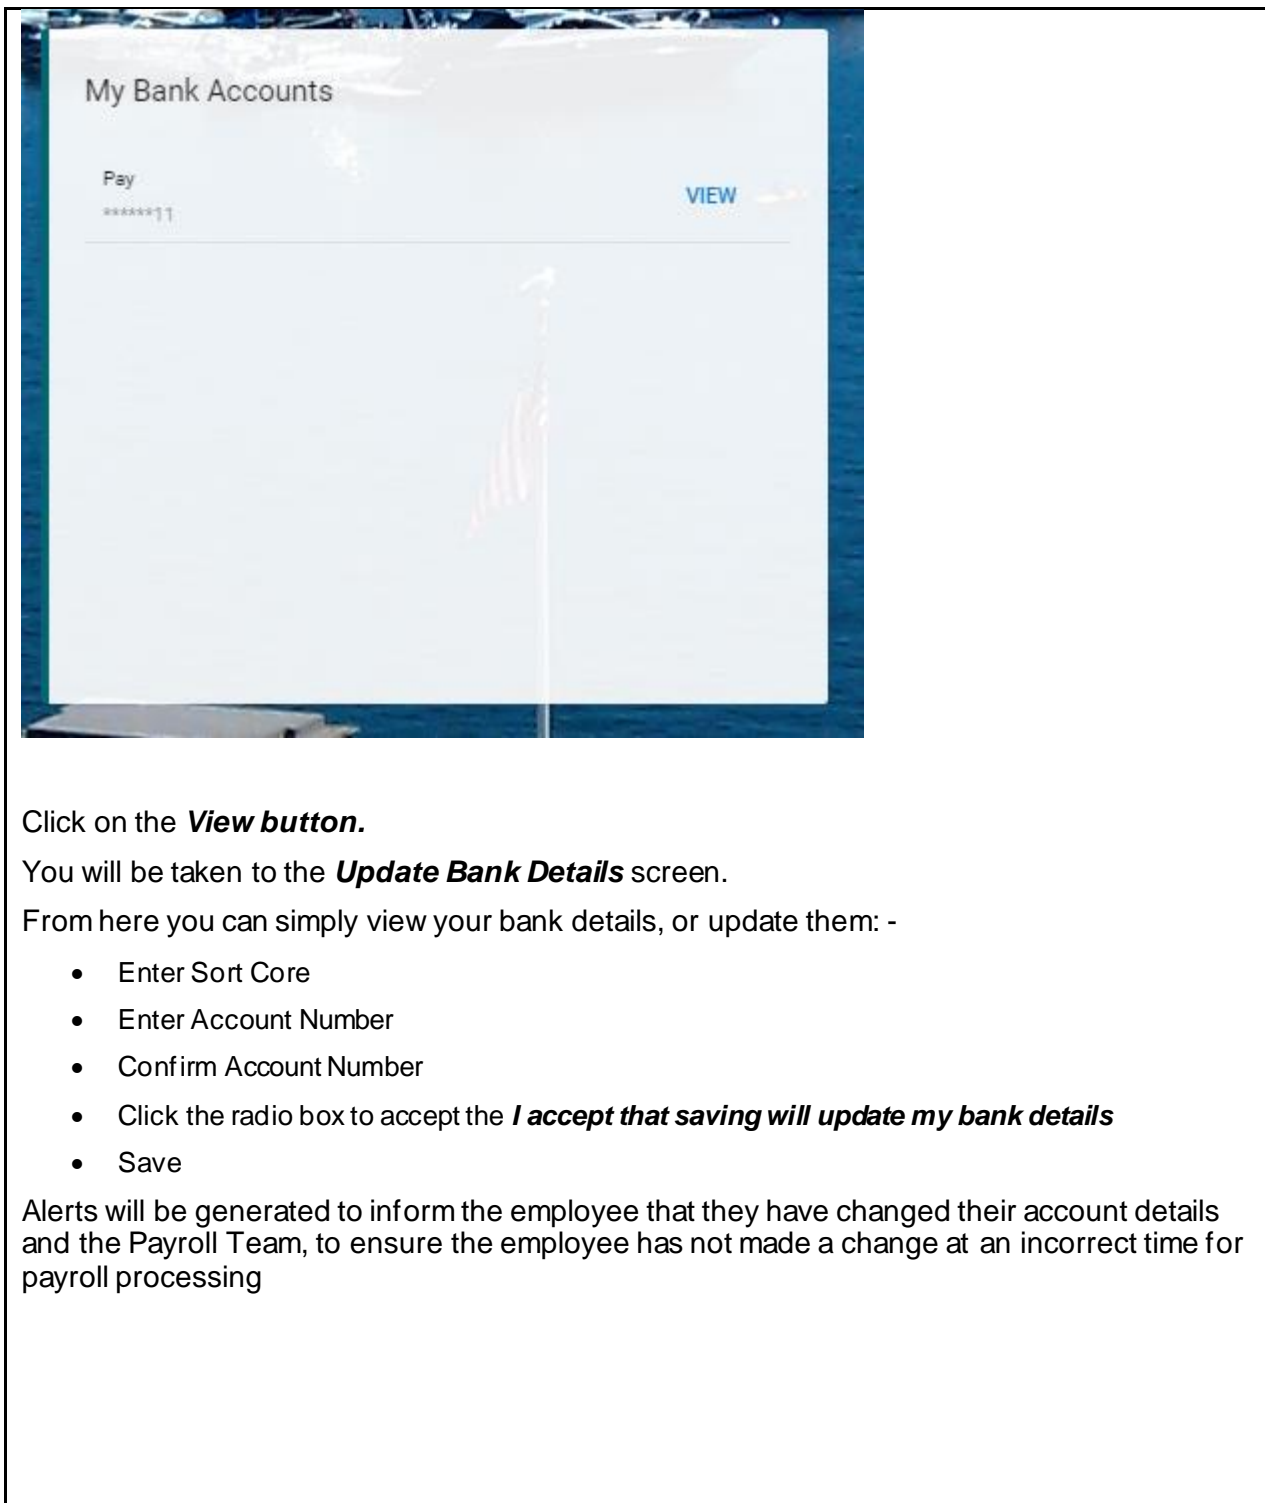 My Bank Accounts
Pay
VIEW
******11
Click on the View button.
You will be taken to the Update Bank Details screen.
From here you can simply view your bank details, or update them: -
• Enter Sort Core
• Enter Account Number
• Confirm Account Number
• Click the radio box to accept the I accept that saving will update my bank details
• Save
Alerts will be generated to inform the employee that they have changed their account details
and the Payroll Team, to ensure the employee has not made a change at an incorrect time for
payroll processing